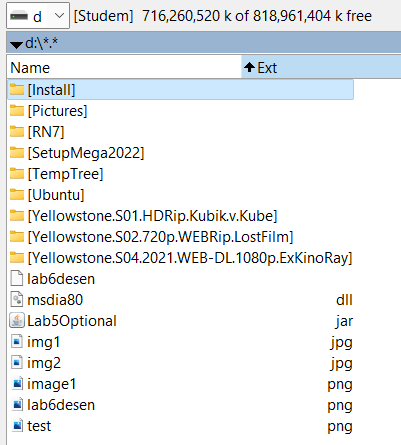 d [Studem] 716,260,520 k of 818,961,404 k free
d:\*.*
Name Ext
[Install]
[Pictures]
[RN7]
[SetupMega2022]
[TempTree]
[Ubuntu]
[Yellowstone.S01.HDRip.Kubik.v.Kube]
[Yellowstone.S02.720p.WEBRip.LostFilm]
[Yellowstone.S04.2021.WEB-DL.1080p.ExKinoRay]
lab6desen
msdia80 dll
Lab5Optional jar
img1 jpg
img2 jpg
image1 png
lab6desen png
test png